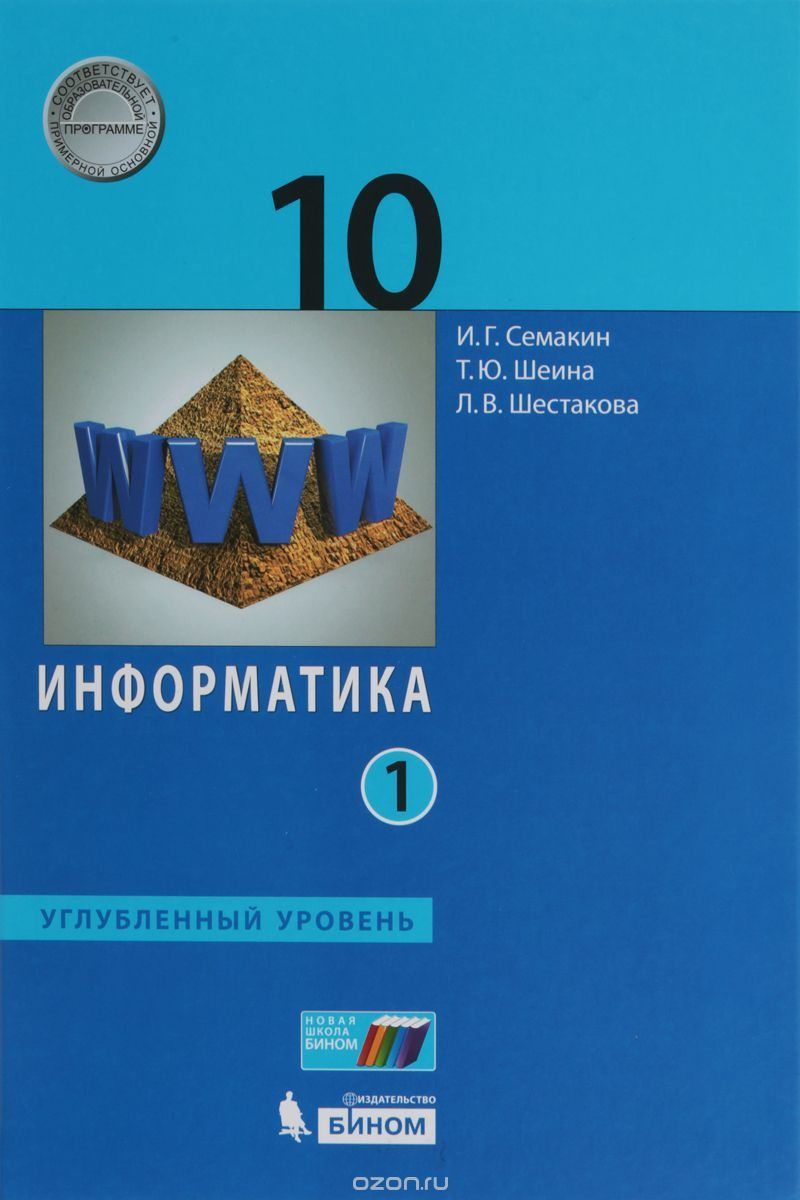 СООТВЕТСТВУЕТ
ОБРАЗОВАТЕЛЬНОЙ
ПРОГРАММЕ
ПРИМЕРНОЙ ОСНОВНОЙ
10
И. Г. Семакин
Т. Ю. Шеина
Л. В. Шестакова
WWW
ИНФОРМАТИКА
1
УГЛУБЛЕННЫЙ УРОВЕНЬ
НОВАЯ
ШКОЛА
БИНОМ
ИЗДАТЕЛЬСТВО
БИНОМ
ozon.ru